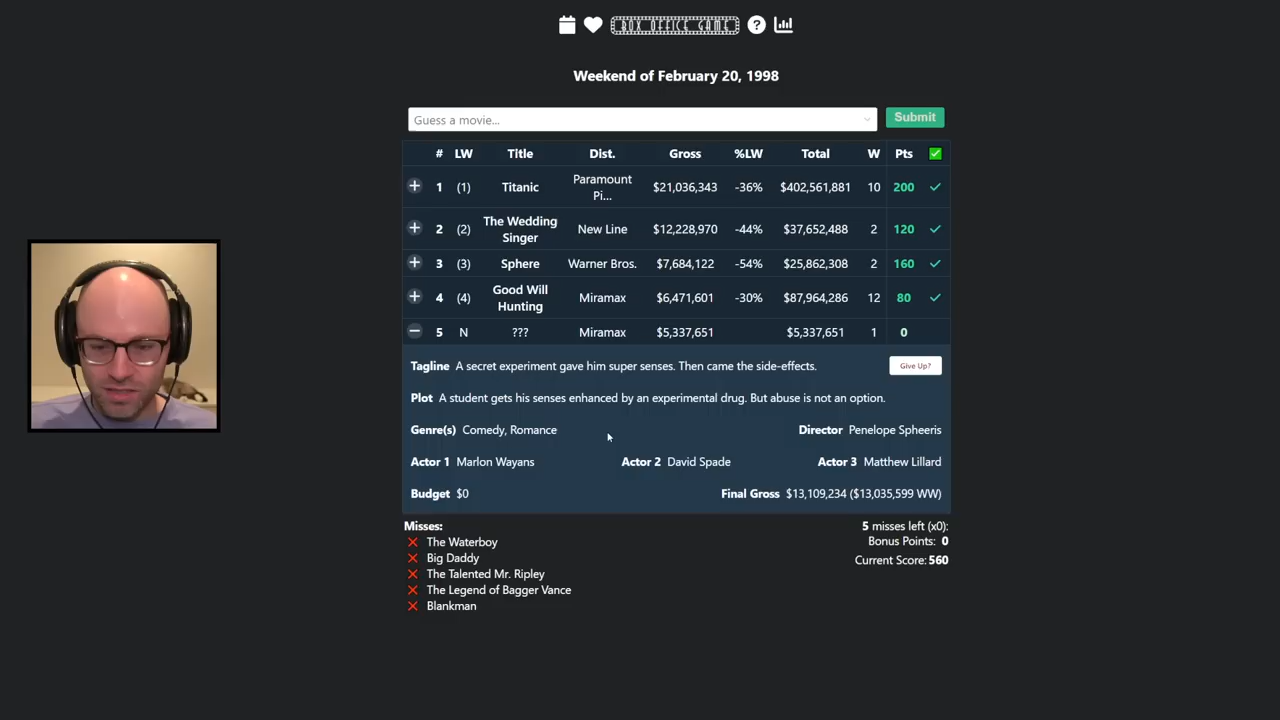 BOX OFFICE GAME ?
Weekend of February 20, 1998
Guess a movie... Submit
# LW Title Dist. Gross %LW Total W Pts
1 (1) Titanic Paramount Pi... $21,036,343 -36% $402,561,881 10 200
2 (2) The Wedding Singer New Line $12,228,970 -44% $37,652,488 2 120
3 (3) Sphere Warner Bros. $7,684,122 -54% $25,862,308 2 160
4 (4) Good Will Hunting Miramax $6,471,601 -30% $87,964,286 12 80
5 N ??? Miramax $5,337,651 $5,337,651 1 0
Tagline A secret experiment gave him super senses. Then came the side-effects. Give Up?
Plot A student gets his senses enhanced by an experimental drug. But abuse is not an option.
Genre(s) Comedy, Romance Director Penelope Spheeris
Actor 1 Marlon Wayans Actor 2 David Spade Actor 3 Matthew Lillard
Budget $0 Final Gross $13,109,234 ($13,035,599 WW)
Misses: 5 misses left (x0):
The Waterboy Bonus Points: 0
Big Daddy Current Score: 560
The Talented Mr. Ripley
The Legend of Bagger Vance
Blankman